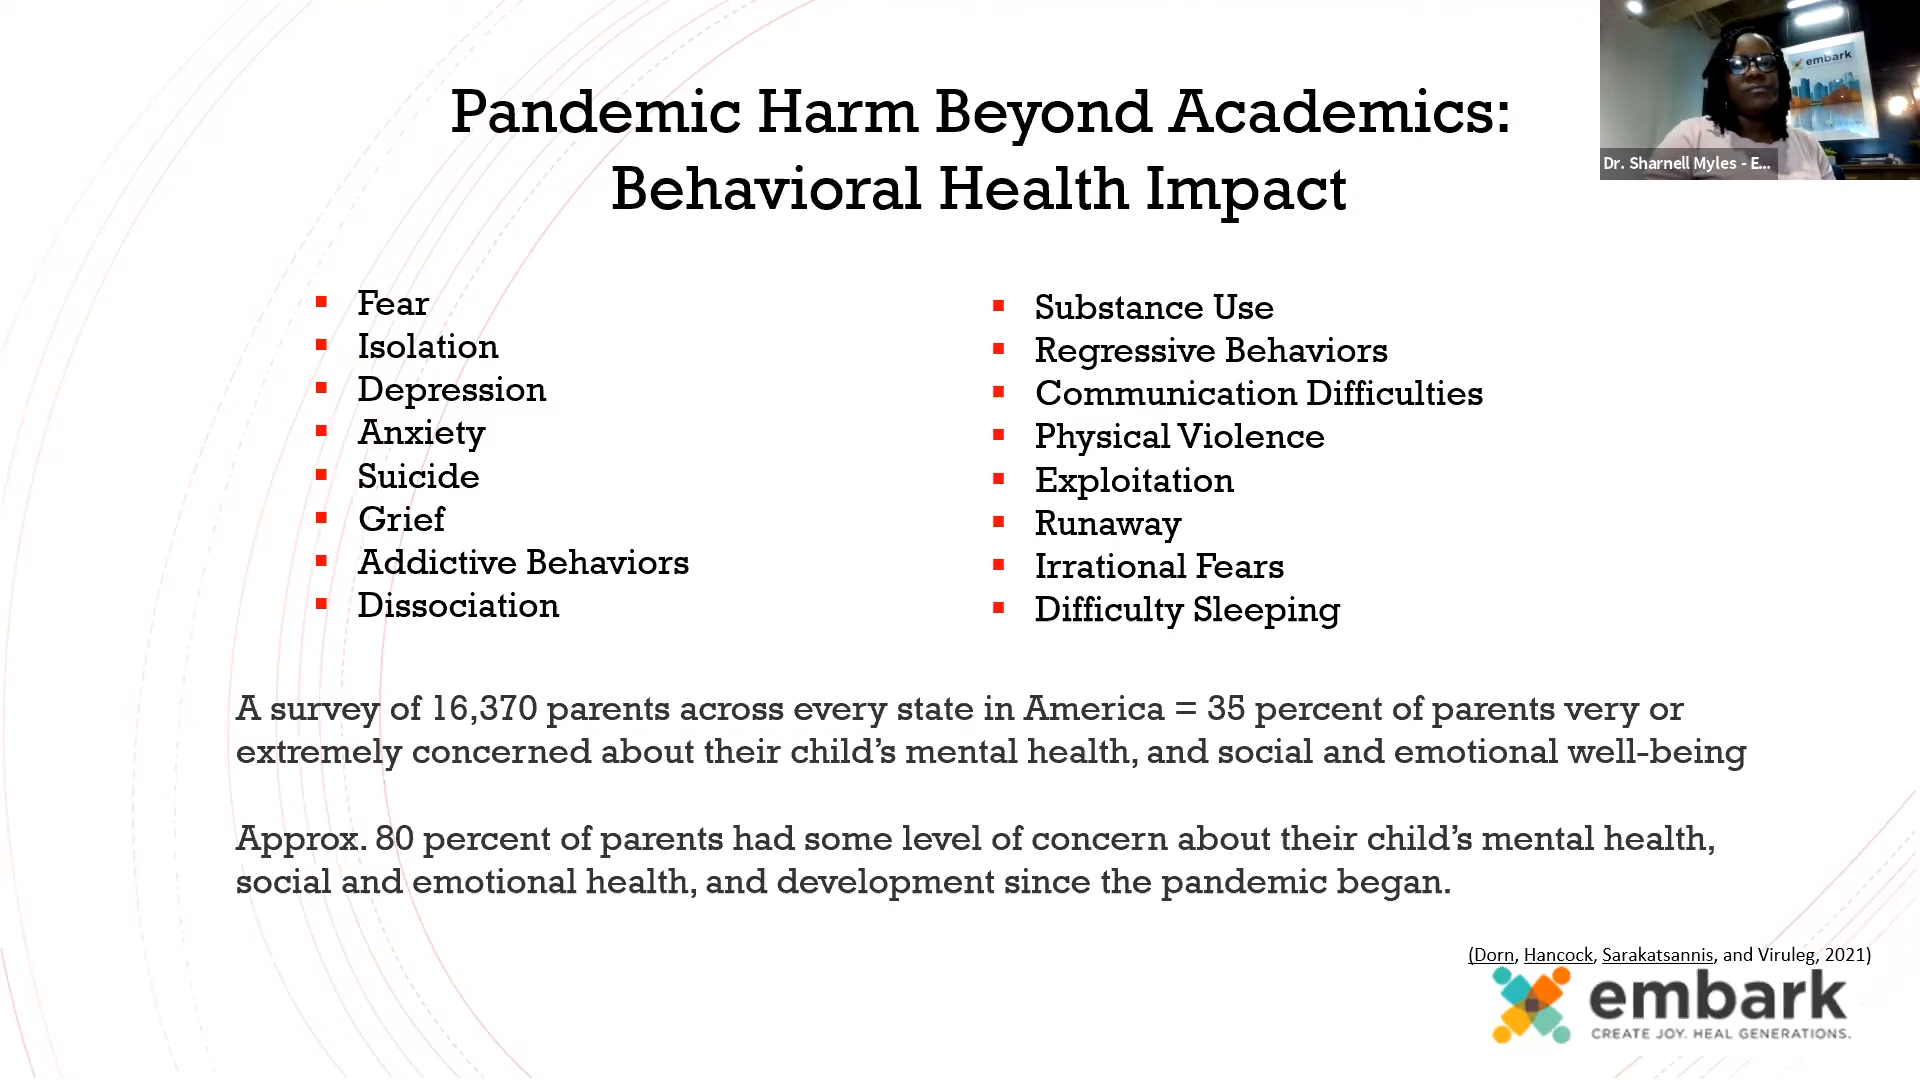 Pandemic Harm Beyond Academics:
Behavioral Health Impact
embark
Dr. Sharnell Myles - E...
Fear
Isolation
Depression
Anxiety
Suicide
Grief
Addictive Behaviors
Dissociation
Substance Use
Regressive Behaviors
Communication Difficulties
Physical Violence
Exploitation
Runaway
Irrational Fears
Difficulty Sleeping
A survey of 16,370 parents across every state in America = 35 percent of parents very or
extremely concerned about their child’s mental health, and social and emotional well-being
Approx. 80 percent of parents had some level of concern about their child’s mental health,
social and emotional health, and development since the pandemic began.
(Dorn, Hancock, Sarakatsannis, and Viruleg, 2021)
embark
CREATE JOY. HEAL GENERATIONS.